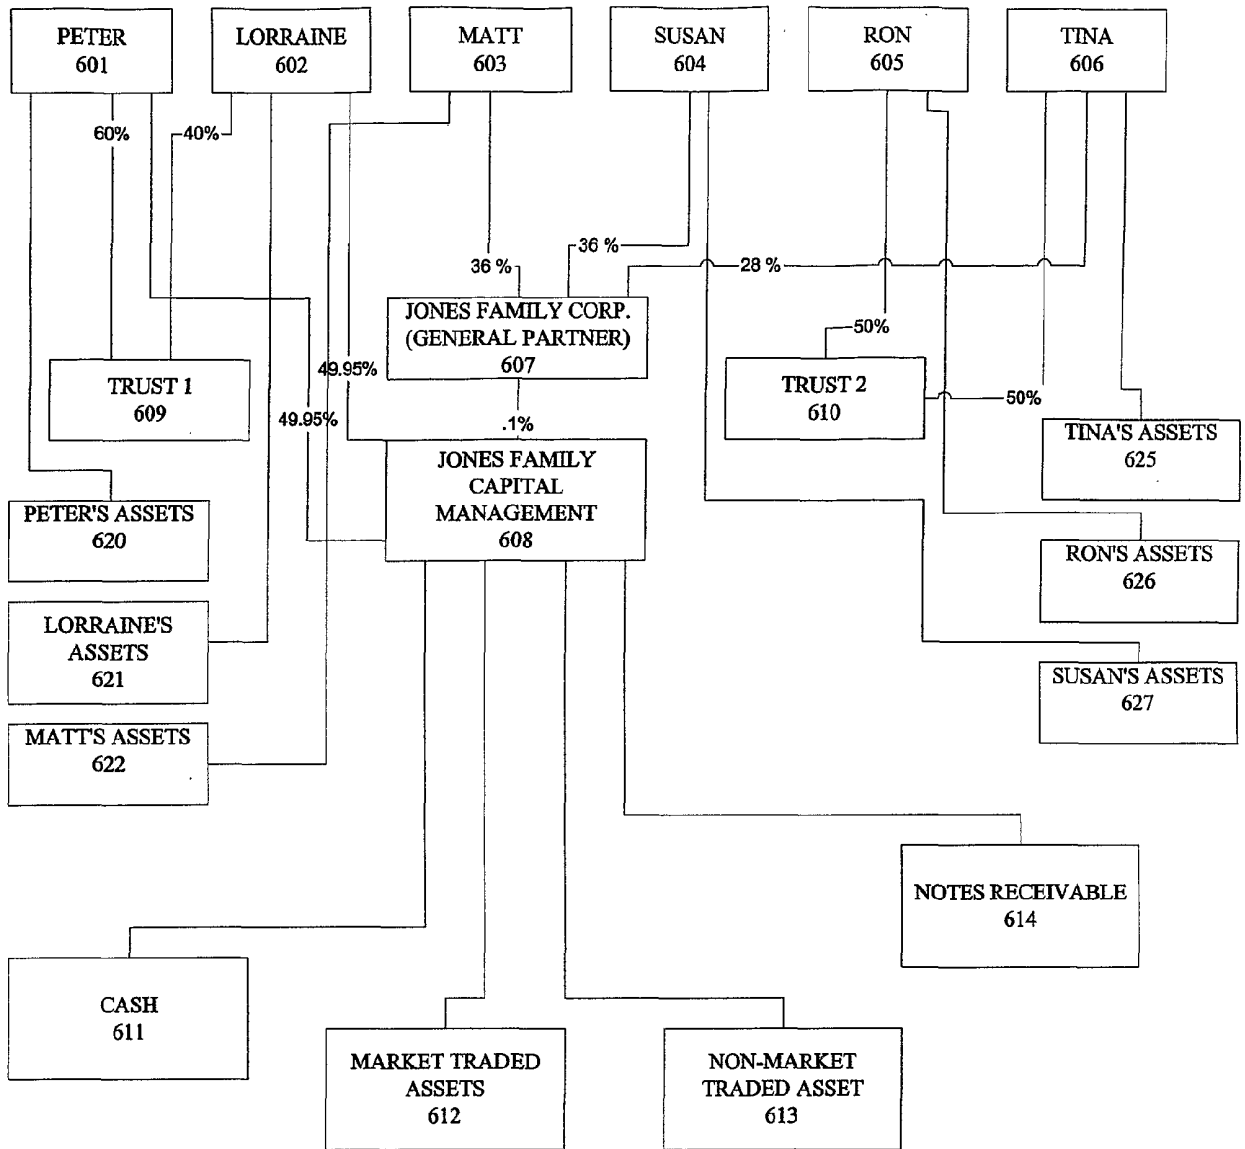 PETER
601
LORRAINE
602
MATT
603
SUSAN
604
RON
605
TINA
606
60%
40%
36 %
36 %
28 %
JONES FAMILY CORP.
(GENERAL PARTNER)
607
50%
TRUST 1
609
49.95%
49.95%
.1%
TRUST 2
610
50%
TINA'S ASSETS
625
JONES FAMILY
CAPITAL
MANAGEMENT
608
PETER'S ASSETS
620
RON'S ASSETS
626
LORRAINE'S
ASSETS
621
SUSAN'S ASSETS
627
MATT'S ASSETS
622
NOTES RECEIVABLE
614
CASH
611
MARKET TRADED
ASSETS
612
NON-MARKET
TRADED ASSET
613